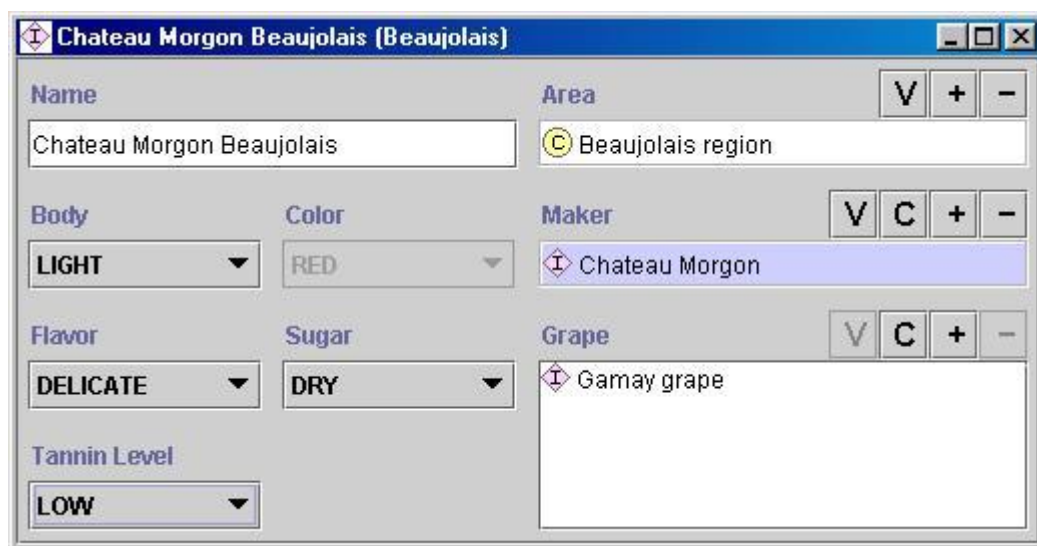 I Chateau Morgon Beaujolais (Beaujolais)
Name
Chateau Morgon Beaujolais
Area V + −
C Beaujolais region
Body
LIGHT
Color
RED
Maker V C + −
I Chateau Morgon
Flavor
DELICATE
Sugar
DRY
Grape V C + −
I Gamay grape
Tannin Level
LOW